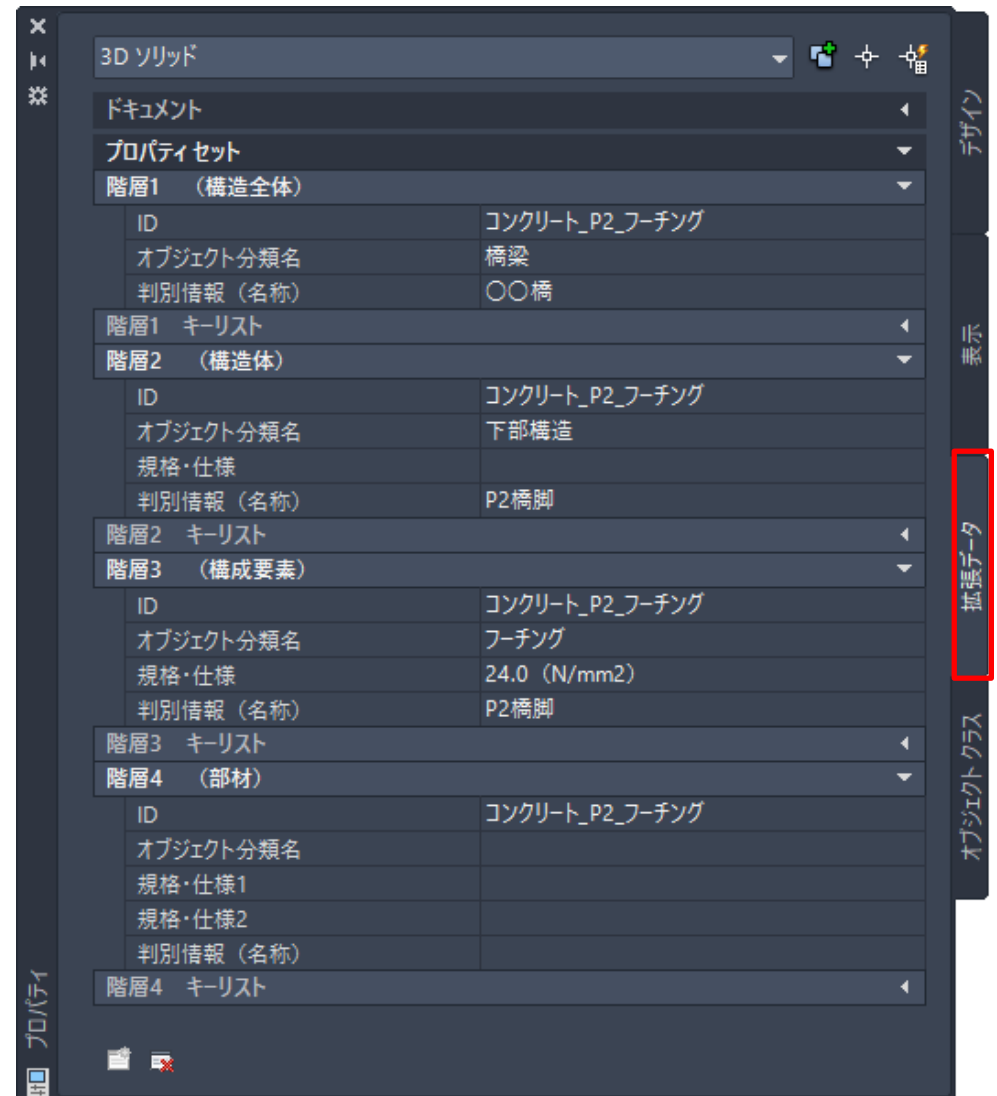 3D ソリッド
ドキュメント
プロパティ セット
階層1　（構造全体）
ID　コンクリート_P2_フーチング
オブジェクト分類名　橋梁
判別情報（名称）　〇〇橋
階層1　キーリスト
階層2　（構造体）
ID　コンクリート_P2_フーチング
オブジェクト分類名　下部構造
規格・仕様
判別情報（名称）　P2橋脚
階層2　キーリスト
階層3　（構成要素）
ID　コンクリート_P2_フーチング
オブジェクト分類名　フーチング
規格・仕様　24.0（N/mm2）
判別情報（名称）　P2橋脚
階層3　キーリスト
階層4　（部材）
ID　コンクリート_P2_フーチング
オブジェクト分類名
規格・仕様1
規格・仕様2
判別情報（名称）
階層4　キーリスト
プロパティ
デザイン
表示
拡張データ
オブジェクト クラス